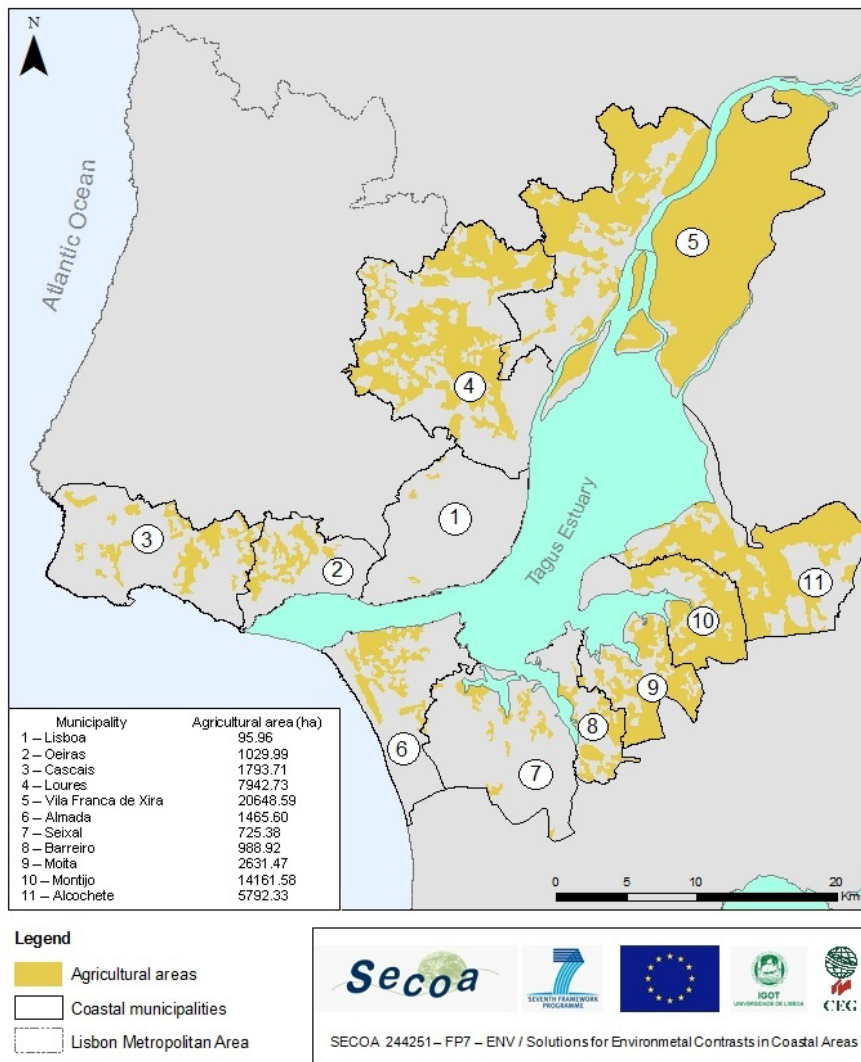 N
Atlantic Ocean
Tagus Estuary
5
4
1
3
2
11
10
9
8
6
7
Municipality Agricultural area (ha)
1 – Lisboa 95.96
2 – Oeiras 1029.99
3 – Cascais 1793.71
4 – Loures 7942.73
5 – Vila Franca de Xira 20648.59
6 – Almada 1465.60
7 – Seixal 725.38
8 – Barreiro 988.92
9 – Moita 2631.47
10 – Montijo 14161.58
11 – Alcochete 5792.33
0 5 10 20
Km
Legend
Agricultural areas
Coastal municipalities
Lisbon Metropolitan Area
Secoa
7
SEVENTH FRAMEWORK
PROGRAMME
IGOT
UNIVERSIDADE DE LISBOA
CEG
SECOA 244251 – FP7 – ENV / Solutions for Environmetal Contrasts in Coastal Areas